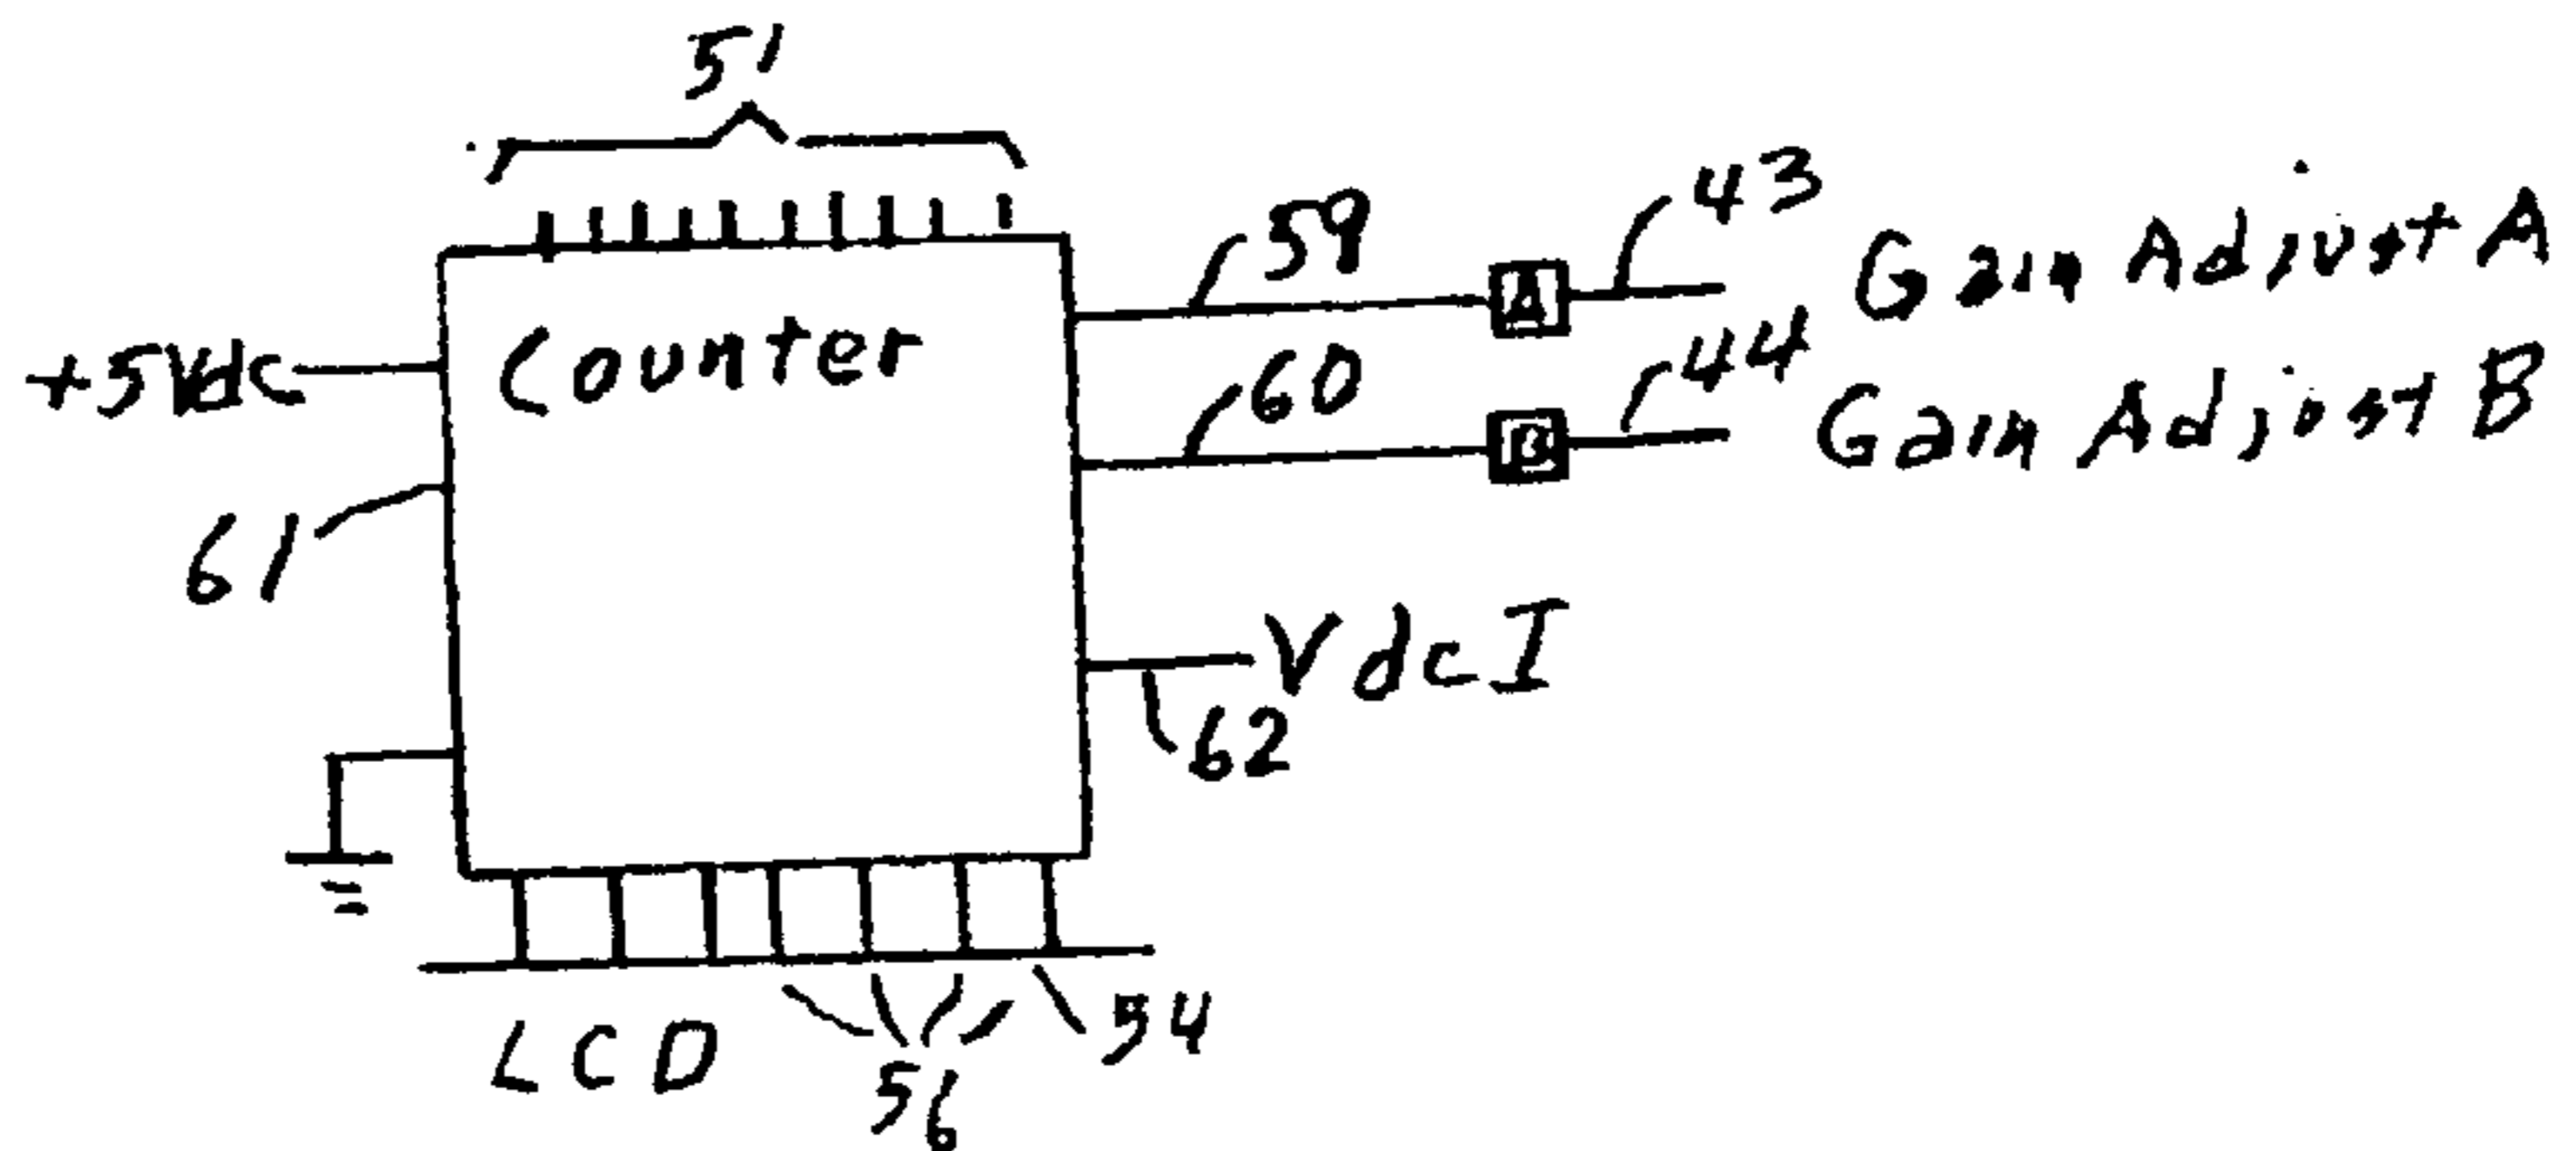 51
59
A
43
Gain Adjust A
+5Vdc
Counter
60
B
44
Gain Adjust B
61
VdcI
62
LCD
56
54